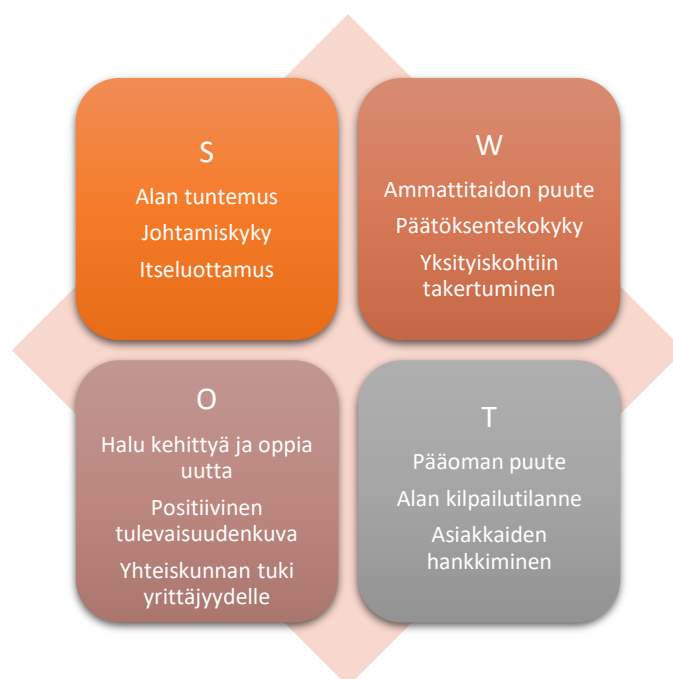 S
Alan tuntemus
Johtamiskyky
Itseluottamus
W
Ammattitaidon puute
Päätöksentekokyky
Yksityiskohtiin
takertuminen
O
Halu kehittyä ja oppia
uutta
Positiivinen
tulevaisuudenkuva
Yhteiskunnan tuki
yrittäjyydelle
T
Pääoman puute
Alan kilpailutilanne
Asiakkaiden
hankkiminen